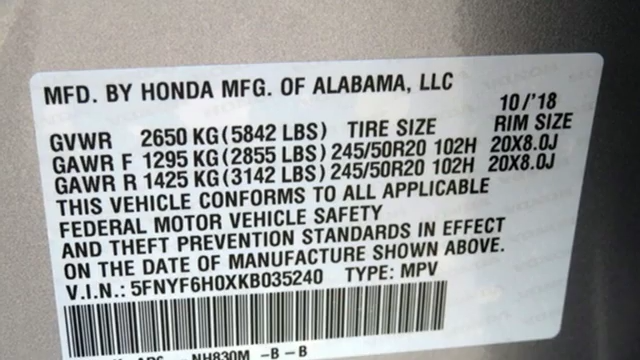 MFD. BY HONDA MFG. OF ALABAMA, LLC
10/'18
GVWR 2650 KG (5842 LBS) TIRE SIZE RIM SIZE
GAWR F 1295 KG (2855 LBS) 245/50R20 102H 20X8.0J
GAWR R 1425 KG (3142 LBS) 245/50R20 102H 20X8.0J
THIS VEHICLE CONFORMS TO ALL APPLICABLE
FEDERAL MOTOR VEHICLE SAFETY
AND THEFT PREVENTION STANDARDS IN EFFECT
ON THE DATE OF MANUFACTURE SHOWN ABOVE.
V.I.N.: 5FNYF6H0XKB035240 TYPE: MPV
NH830M -B-B